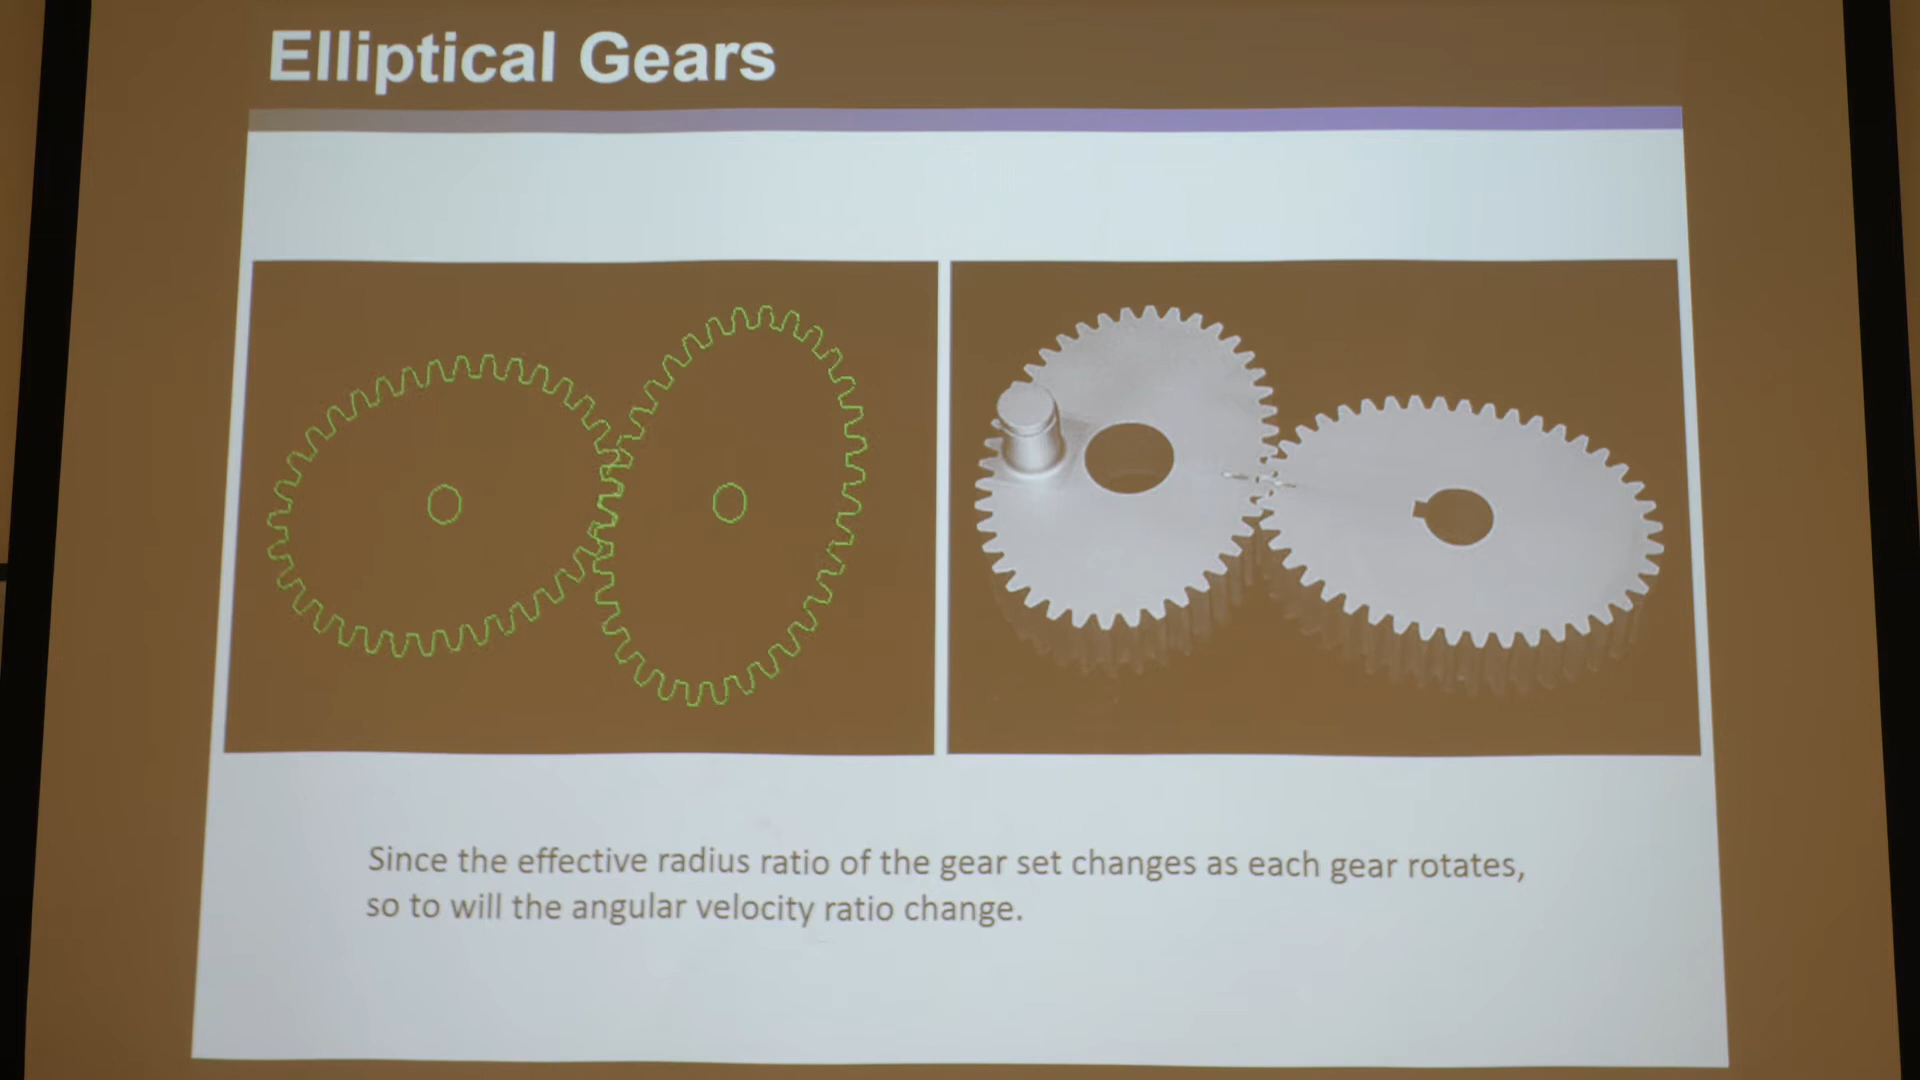 Elliptical Gears
Since the effective radius ratio of the gear set changes as each gear rotates,
so to will the angular velocity ratio change.